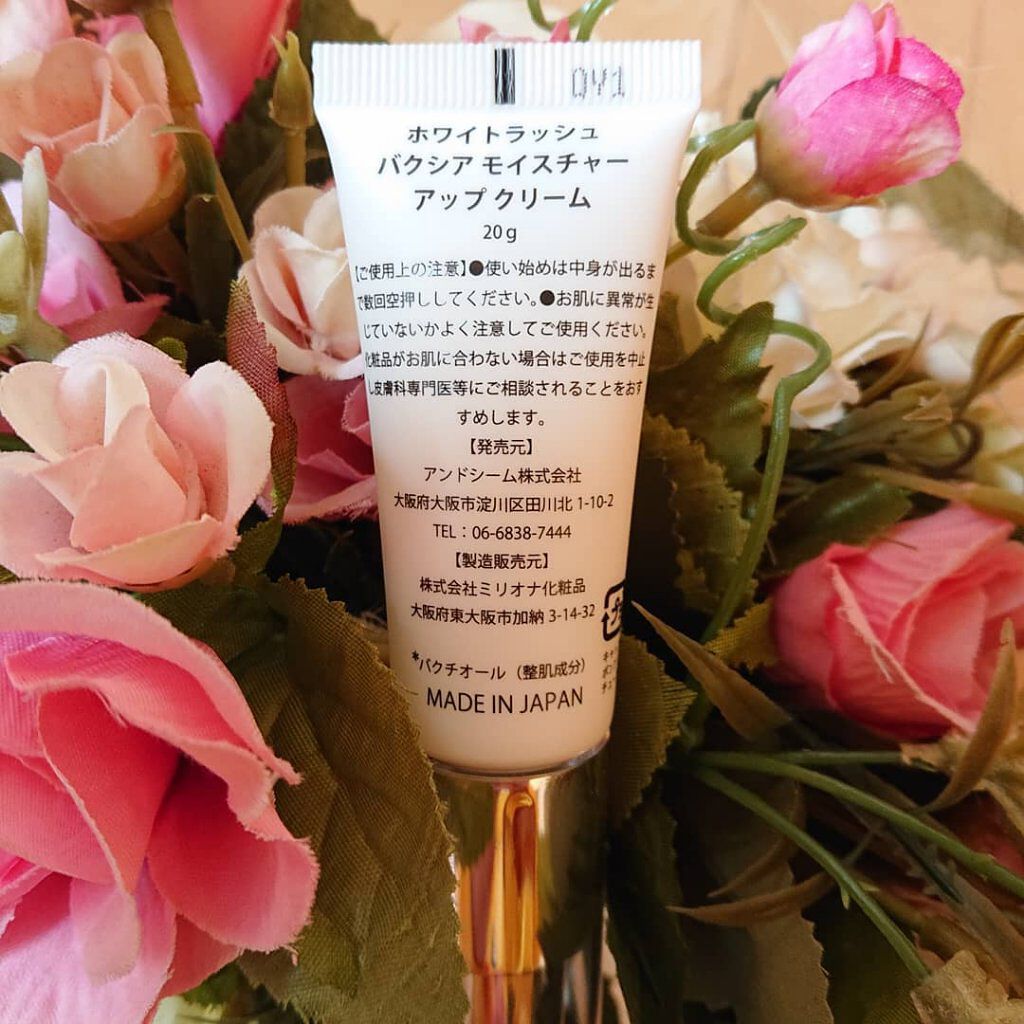 QY1
ホワイトラッシュ
バクシア モイスチャー
アップ クリーム
20g
【ご使用上の注意】●使い始めは中身が出るま
で数回空押ししてください。●お肌に異常が生
じていないかよく注意してご使用ください。
化粧品がお肌に合わない場合はご使用を中止
し皮膚科専門医等にご相談されることをおす
すめします。
【発売元】
アンドシーム株式会社
大阪府大阪市淀川区田川北 1-10-2
TEL：06-6838-7444
【製造販売元】
株式会社ミリオナ化粧品
大阪府東大阪市加納 3-14-32
*バクチオール（整肌成分）
MADE IN JAPAN